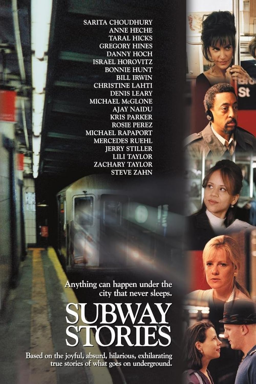 SARITA CHOUDHURY
ANNE HECHE
TARAL HICKS
GREGORY HINES
DANNY HOCH
ISRAEL HOROVITZ
BONNIE HUNT
BILL IRWIN
CHRISTINE LAHTI
DENIS LEARY
MICHAEL McGLONE
AJAY NAIDU
KRIS PARKER
ROSIE PEREZ
MICHAEL RAPAPORT
MERCEDES RUEHL
JERRY STILLER
LILI TAYLOR
ZACHARY TAYLOR
STEVE ZAHN
Anything can happen under the
city that never sleeps.
SUBWAY
STORIES
Based on the joyful, absurd, hilarious, exhilarating
true stories of what goes on underground.